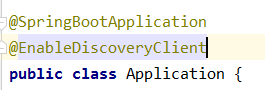 @SpringBootApplication
@EnableDiscoveryClient
public class Application {